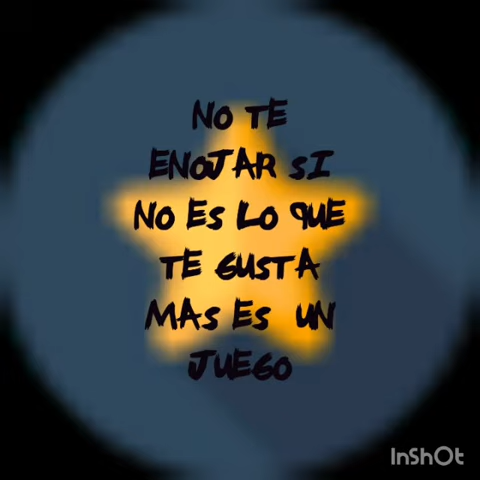 NO TE
ENOJAR SI
NO ES LO QUE
TE GUSTA
MAS ES UN
JUEGO
InShOt